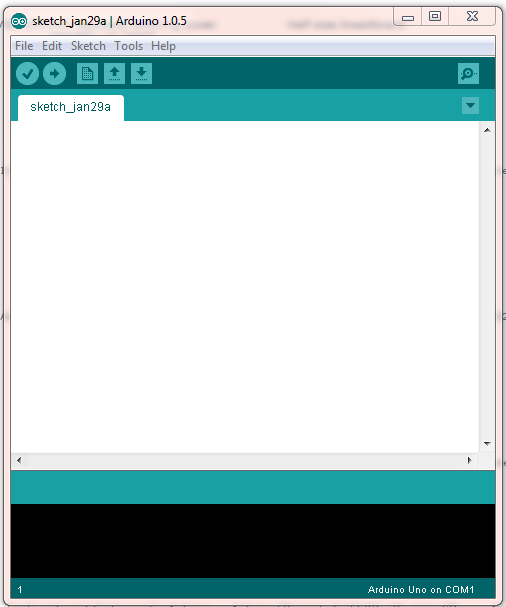 sketch_jan29a | Arduino 1.0.5
File Edit Sketch Tools Help
sketch_jan29a
1
Arduino Uno on COM1